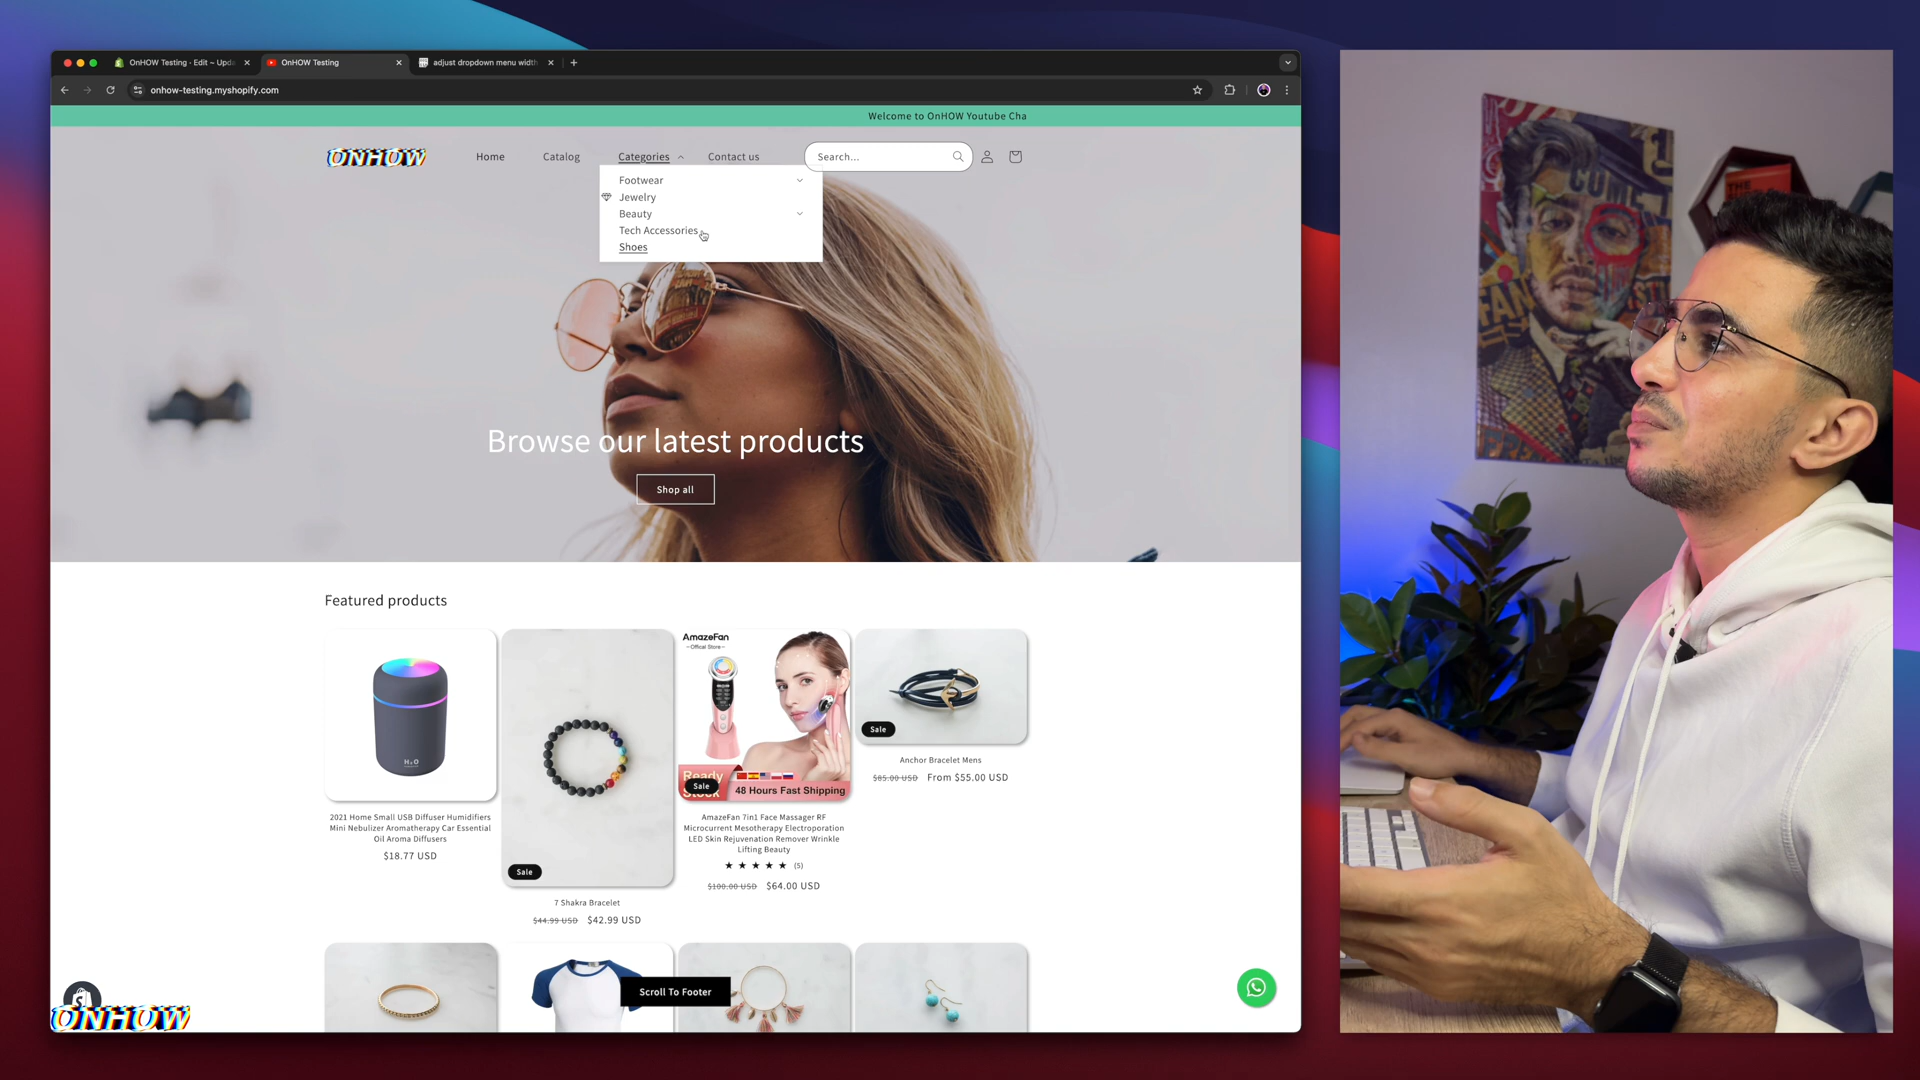 OnHOW Testing · Edit ~ Upda
OnHOW Testing
adjust dropdown menu width
onhow-testing.myshopify.com
Welcome to OnHOW Youtube Cha
ONHOW
Home
Catalog
Categories
Contact us
Search...
Footwear
Jewelry
Beauty
Tech Accessories
Shoes
Browse our latest products
Shop all
Featured products
AmazeFan
Offical Store
H₂O
Ready
Sale
48 Hours Fast Shipping
Sale
2021 Home Small USB Diffuser Humidifiers
Mini Nebulizer Aromatherapy Car Essential
Oil Aroma Diffusers
$18.77 USD
Sale
7 Shakra Bracelet
$44.99 USD $42.99 USD
AmazeFan 7in1 Face Massager RF
Microcurrent Mesotherapy Electroporation
LED Skin Rejuvenation Remover Wrinkle
Lifting Beauty
★ ★ ★ ★ ★ (5)
$100.00 USD $64.00 USD
Anchor Bracelet Mens
$85.00 USD From $55.00 USD
Scroll To Footer
ONHOW